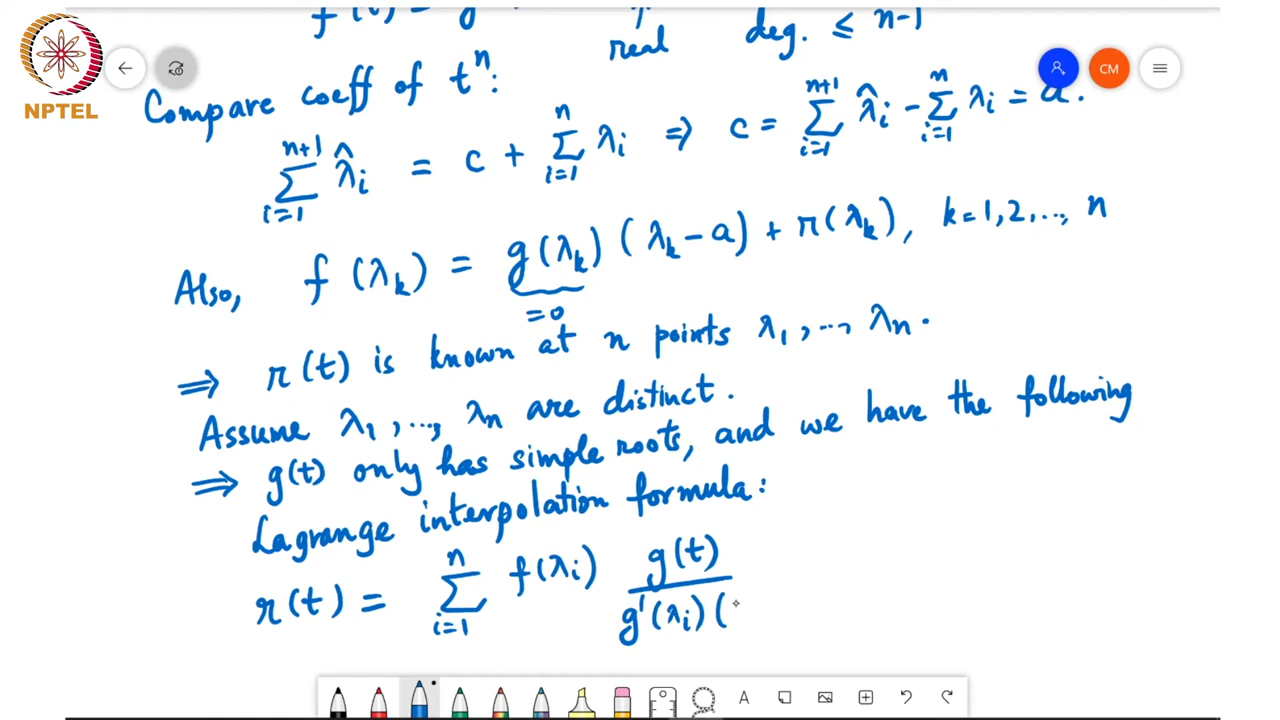 f(t) = g
real
deg. ≤ n-1
NPTEL
CM
Compare coeff of tⁿ:
∑_{i=1}^{n+1} λ̂ᵢ = c + ∑_{i=1}^{n} λᵢ ⇒ c = ∑_{i=1}^{n+1} λ̂ᵢ - ∑_{i=1}^{n} λᵢ = a.
Also, f(λₖ) = g(λₖ) (λₖ - a) + r(λₖ), k = 1, 2, ..., n
= 0
⇒ r(t) is known at n points λ₁, ..., λₙ.
Assume λ₁, ..., λₙ are distinct.
⇒ g(t) only has simple roots, and we have the following
Lagrange interpolation formula:
r(t) = ∑_{i=1}^{n} f(λᵢ) g(t) / g'(λᵢ) (
A